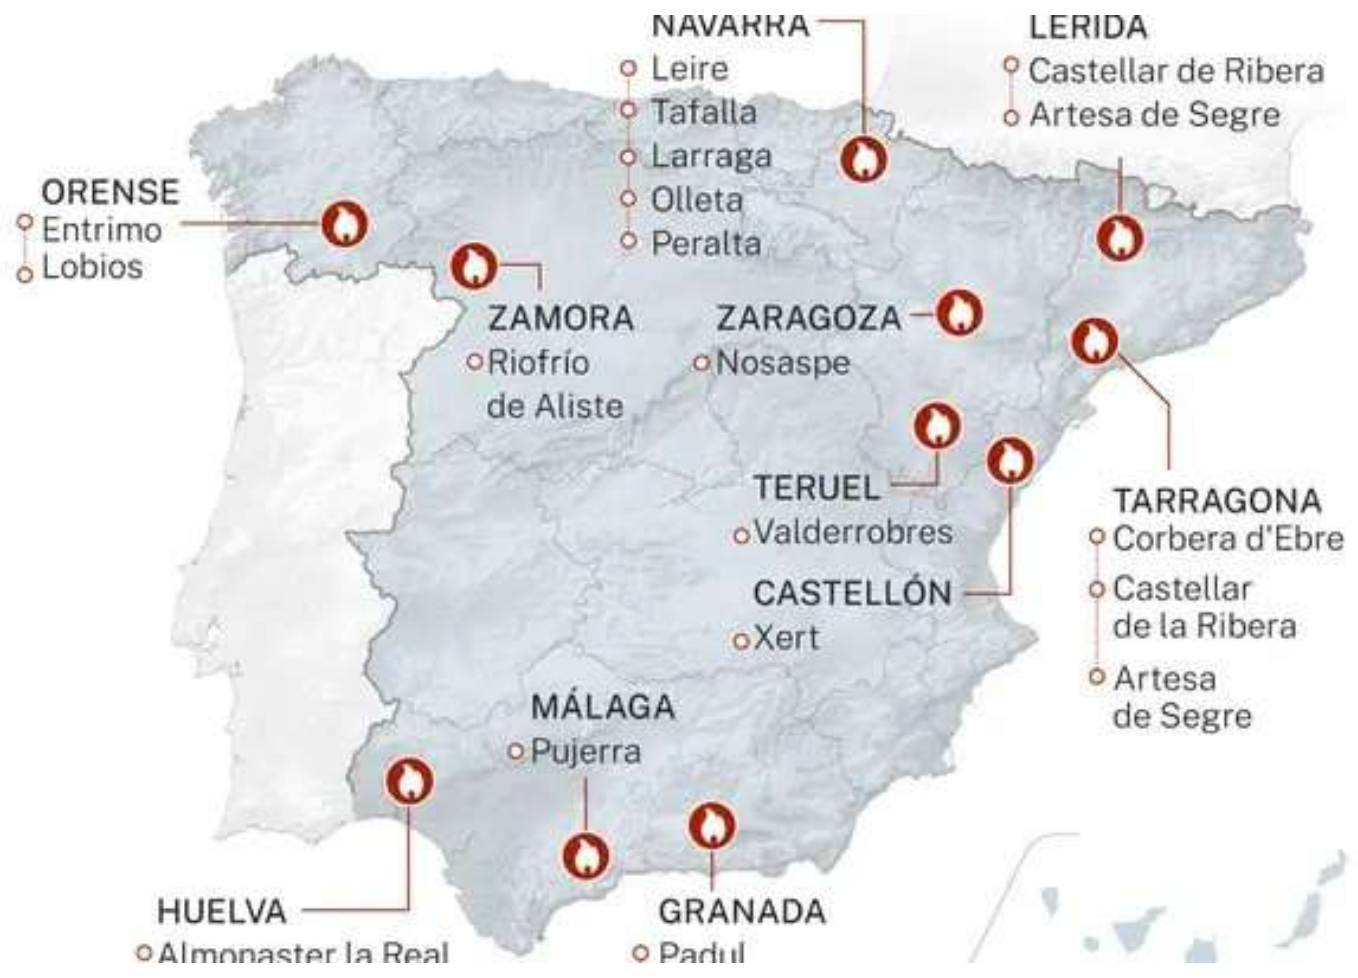 NAVARRA
Leire
Tafalla
Larraga
Olleta
Peralta
LERIDA
Castellar de Ribera
Artesa de Segre
ORENSE
Entrimo
Lobios
ZAMORA
Riofrío
de Aliste
ZARAGOZA
Nosaspe
TERUEL
Valderrobres
CASTELLÓN
Xert
TARRAGONA
Corbera d'Ebre
Castellar
de la Ribera
Artesa
de Segre
MÁLAGA
Pujerra
HUELVA
Almonaster la Real
GRANADA
Padul